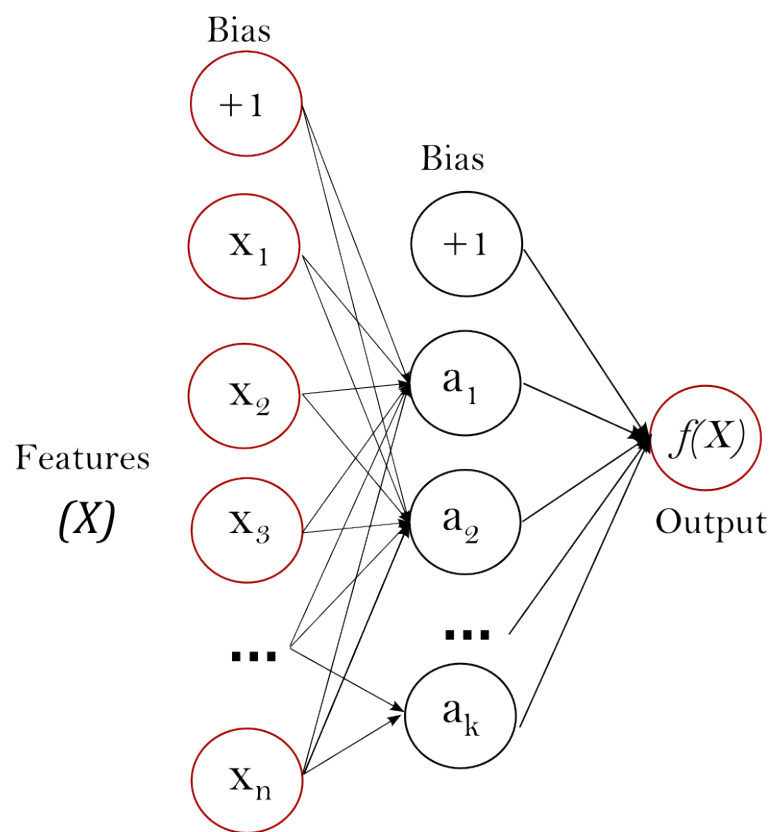 Bias
+1
Bias
x₁
+1
x₂
a₁
Features
(X)
f(X)
x₃
a₂
Output
...
...
xₙ
aₖ